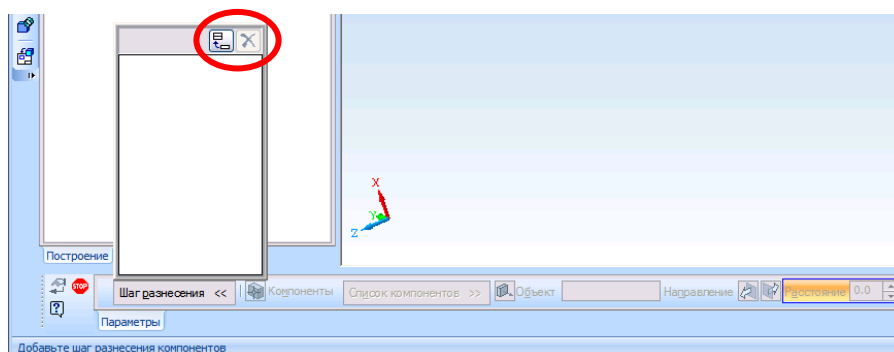 X
Y
Z
Построение
Шаг разнесения <<
Компоненты
Список компонентов >>
Объект
Направление
Расстояние
0.0
STOP
Параметры
Добавьте шаг разнесения компонентов